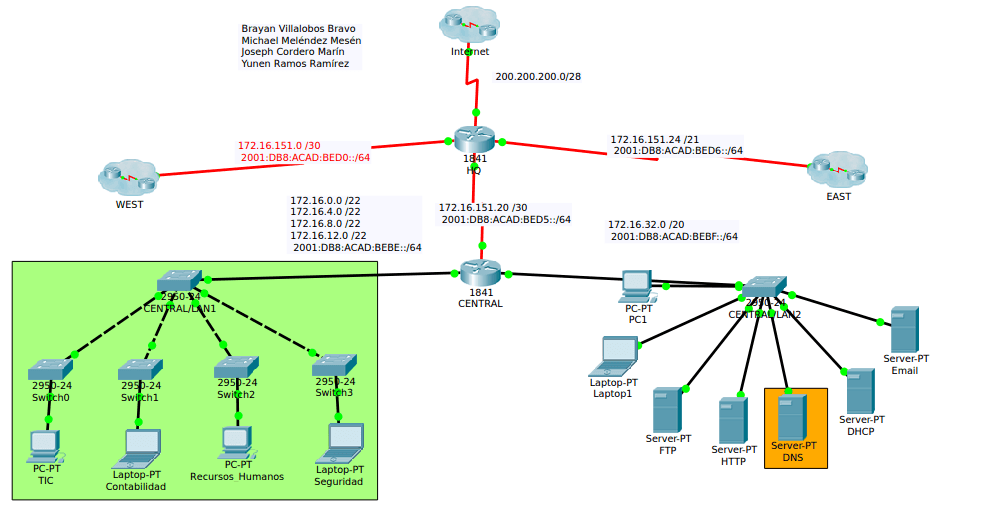 Brayan Villalobos Bravo
Michael Meléndez Mesén
Joseph Cordero Marín
Yunen Ramos Ramírez
Internet
200.200.200.0/28
172.16.151.0 /30
2001:DB8:ACAD:BED0::/64
1841
HQ
172.16.151.24 /21
2001:DB8:ACAD:BED6::/64
WEST
EAST
172.16.0.0 /22
172.16.4.0 /22
172.16.8.0 /22
172.16.12.0 /22
2001:DB8:ACAD:BEBE::/64
172.16.151.20 /30
2001:DB8:ACAD:BED5::/64
172.16.32.0 /20
2001:DB8:ACAD:BEBF::/64
2950-24
CENTRAL/LAN1
1841
CENTRAL
PC-PT
PC1
2950-24
CENTRAL/LAN2
Server-PT
Email
2950-24
Switch0
2950-24
Switch1
2950-24
Switch2
2950-24
Switch3
Laptop-PT
Laptop1
Server-PT
FTP
Server-PT
HTTP
Server-PT
DNS
Server-PT
DHCP
PC-PT
TIC
Laptop-PT
Contabilidad
PC-PT
Recursos_Humanos
Laptop-PT
Seguridad